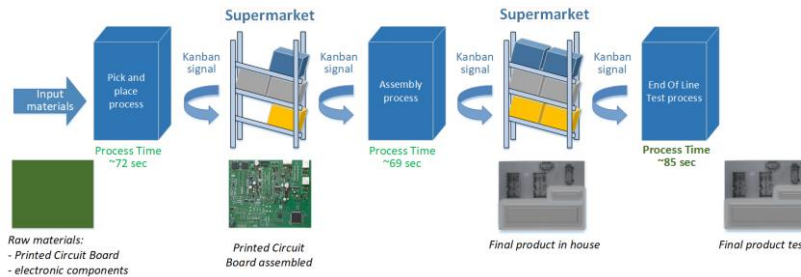 Supermarket
Supermarket
Input
materials
Pick and
place
process
Kanban
signal
Kanban
signal
Assembly
process
Kanban
signal
Kanban
signal
End Of Line
Test process
Process Time
~72 sec
Process Time
~69 sec
Process Time
~85 sec
Raw materials:
- Printed Circuit Board
- electronic components
Printed Circuit
Board assembled
Final product in house
Final product